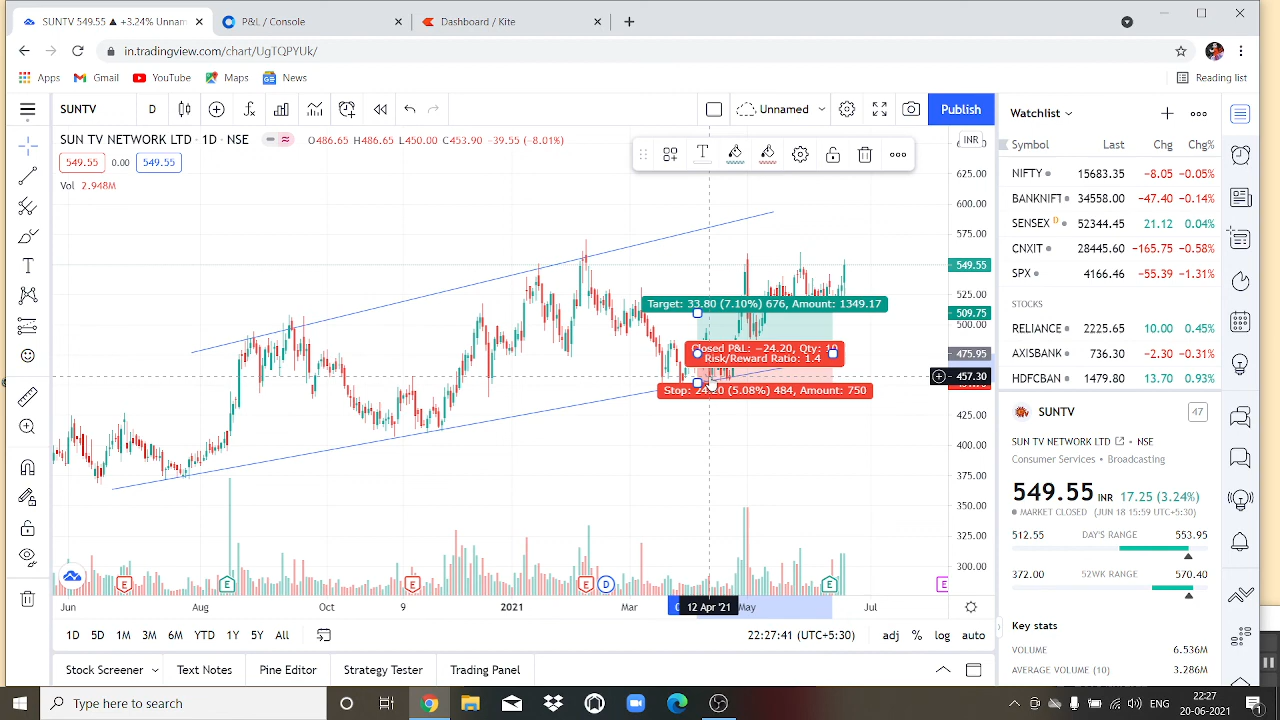 SUNTV 549.55 ▲ +3.24% Unnam
P&L / Console
Dashboard / Kite
in.tradingview.com/chart/UgTQPYUk/
Apps
Gmail
YouTube
Maps
News
Reading list
SUNTV
D
Unnamed
Publish
SUN TV NETWORK LTD · 1D · NSE
O486.65 H486.65 L450.00 C453.90 −39.55 (−8.01%)
549.55
0.00
549.55
Vol 2.948M
INR
625.00
600.00
575.00
549.55
525.00
509.75
500.00
475.95
457.30
425.00
400.00
375.00
350.00
325.00
300.00
Target: 33.80 (7.10%) 676, Amount: 1349.17
Closed P&L: −24.20, Qty:
Risk/Reward Ratio: 1.4
Stop: 24.20 (5.08%) 484, Amount: 750
E
E
E
E
D
E
E
Jun
Aug
Oct
9
2021
Mar
12 Apr '21
May
Jul
1D
5D
1M
3M
6M
YTD
1Y
5Y
All
22:27:41 (UTC+5:30)
adj
%
log
auto
Stock Screener
Text Notes
Pine Editor
Strategy Tester
Trading Panel
Watchlist
Symbol Last Chg Chg%
NIFTY 15683.35 −8.05 −0.05%
BANKNIFT 34558.00 −47.40 −0.14%
SENSEX D 52344.45 21.12 0.04%
CNXIT 28445.60 −165.75 −0.58%
SPX 4166.46 −55.39 −1.31%
STOCKS
RELIANCE 2225.65 10.00 0.45%
AXISBANK 736.30 −2.30 −0.31%
HDFCBAN 1479.80 13.70 0.93%
SUNTV
47
SUN TV NETWORK LTD · NSE
Consumer Services · Broadcasting
549.55 INR 17.25 (3.24%)
MARKET CLOSED (JUN 18 15:59 UTC+5:30)
512.55 DAY'S RANGE 553.95
372.00 52WK RANGE 570.40
Key stats
VOLUME 6.536M
AVERAGE VOLUME (10) 3.286M
Type here to search
ENG
22:27
20-06-2021